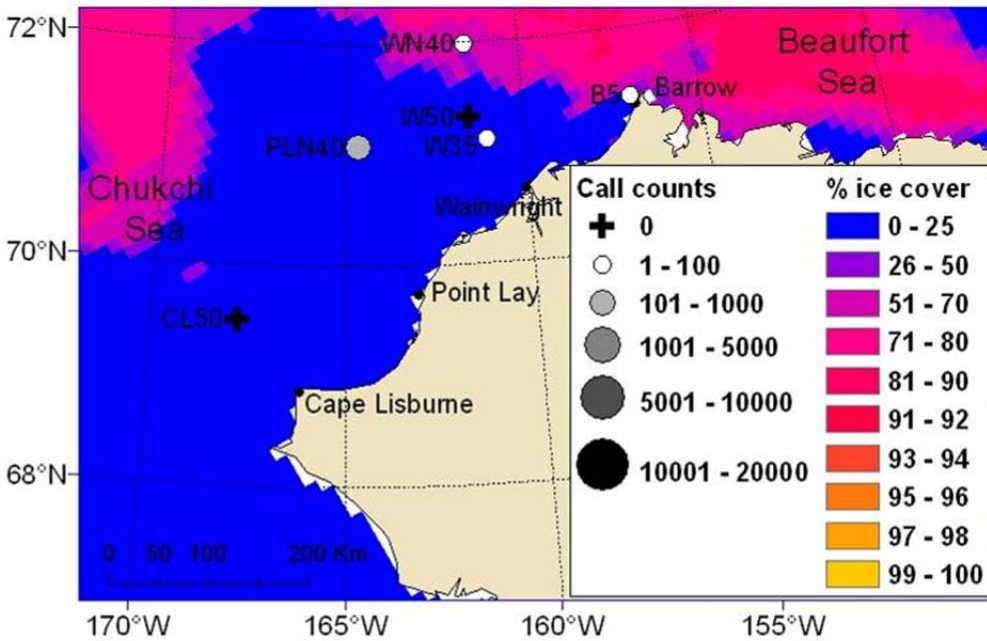 72°N
WN40
Beaufort
Sea
B5
Barrow
W50
PLN40
W35
Chukchi
Sea
Wainwright
70°N
CL50
Point Lay
Cape Lisburne
68°N
0 50 100 200 Km
170°W 165°W 160°W 155°W
Call counts
0
1 - 100
101 - 1000
1001 - 5000
5001 - 10000
10001 - 20000
% ice cover
0 - 25
26 - 50
51 - 70
71 - 80
81 - 90
91 - 92
93 - 94
95 - 96
97 - 98
99 - 100